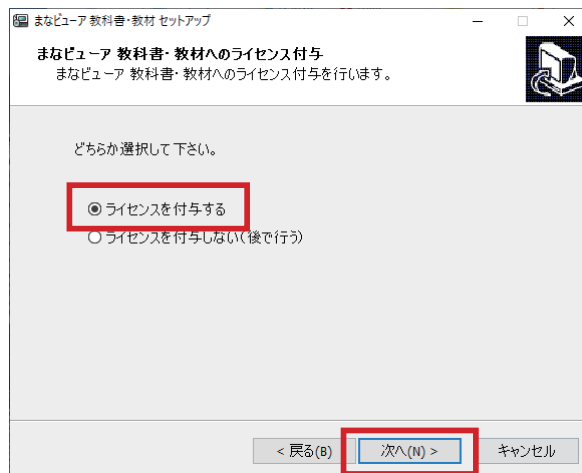 まなビューア 教科書・教材 セットアップ
まなビューア 教科書・教材へのライセンス付与
まなビューア 教科書・教材へのライセンス付与を行います。
どちらか選択して下さい。
ライセンスを付与する
ライセンスを付与しない(後で行う)
< 戻る(B)
次へ(N) >
キャンセル